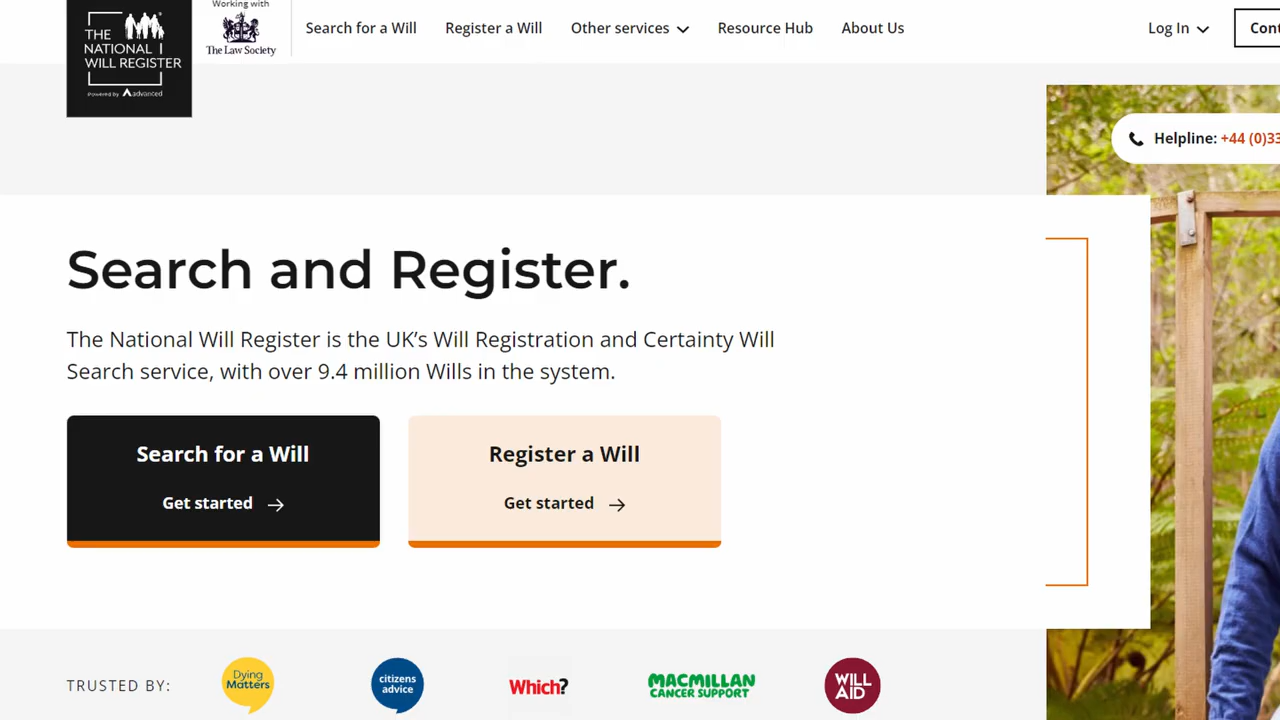 THE
NATIONAL
WILL REGISTER
powered by advanced
Working with
The Law Society
Search for a Will
Register a Will
Other services
Resource Hub
About Us
Log In
Helpline: +44 (0)33
Search and Register.
The National Will Register is the UK’s Will Registration and Certainty Will
Search service, with over 9.4 million Wills in the system.
Search for a Will
Get started
Register a Will
Get started
TRUSTED BY:
Dying
Matters
citizens
advice
Which?
MACMILLAN
CANCER SUPPORT
WILL
AID